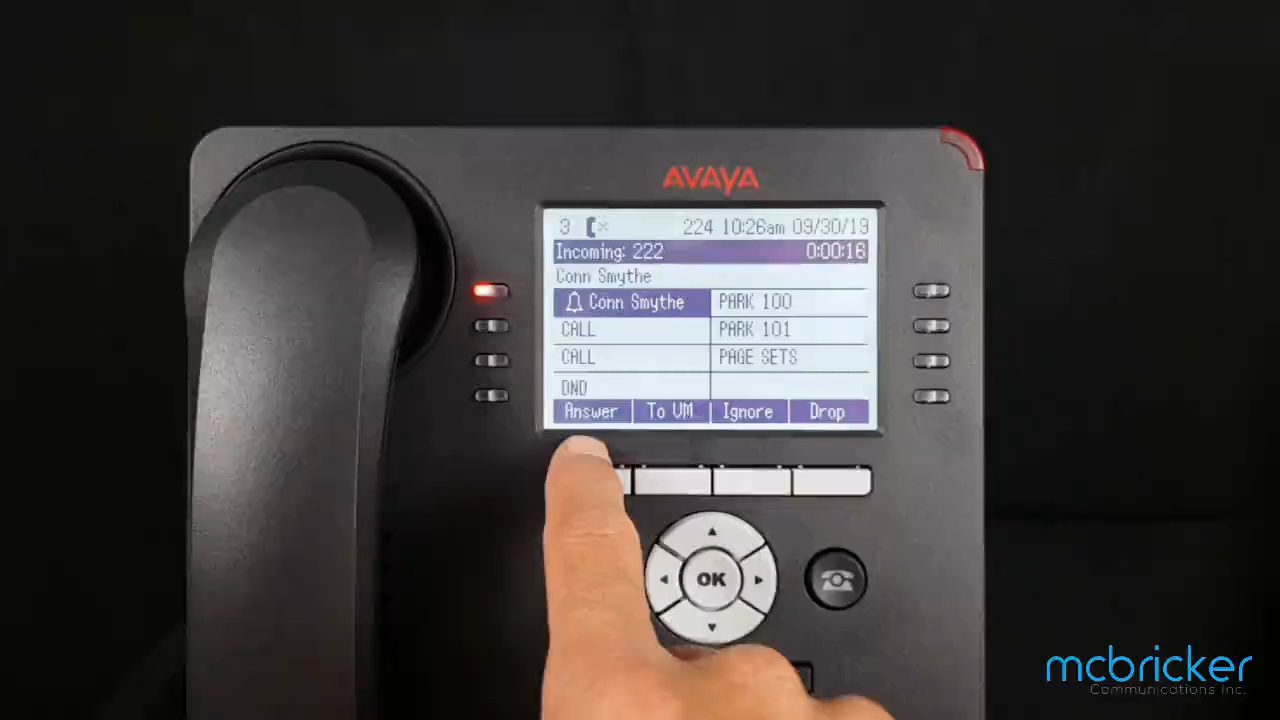 AVAYA
3 224 10:26am 09/30/19
Incoming: 222 0:00:16
Conn Smythe
Conn Smythe PARK 100
CALL PARK 101
CALL PAGE SETS
DND
Answer To VM Ignore Drop
OK
mcbricker
Communications Inc.